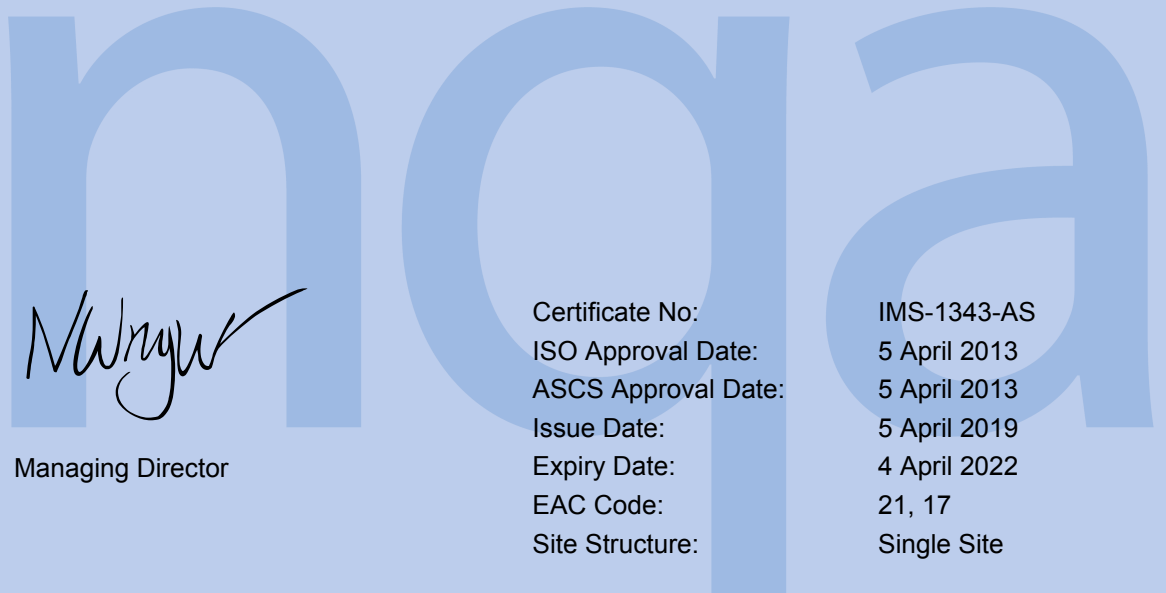 nqa
Certificate No: IMS-1343-AS
ISO Approval Date: 5 April 2013
ASCS Approval Date: 5 April 2013
Issue Date: 5 April 2019
Managing Director
Expiry Date: 4 April 2022
EAC Code: 21, 17
Site Structure: Single Site